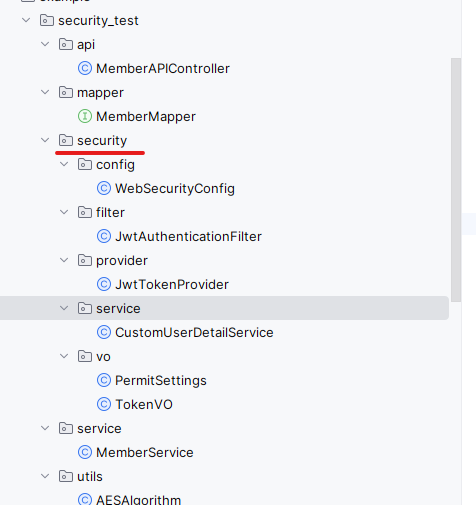 security_test
api
C MemberAPIController
mapper
I MemberMapper
security
config
C WebSecurityConfig
filter
C JwtAuthenticationFilter
provider
C JwtTokenProvider
service
C CustomUserDetailService
vo
C PermitSettings
C TokenVO
service
C MemberService
utils
C AESAlgorithm